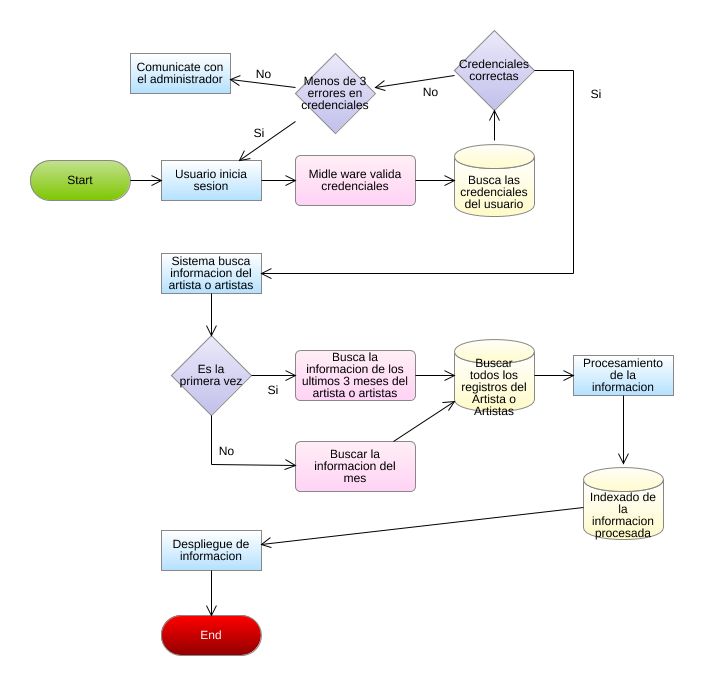 Comunicate con
el administrador
No
Menos de 3
errores en
credenciales
No
Credenciales
correctas
Si
Si
Start
Usuario inicia
sesion
Midle ware valida
credenciales
Busca las
credenciales
del usuario
Sistema busca
informacion del
artista o artistas
Es la
primera vez
Si
Busca la
informacion de los
ultimos 3 meses del
artista o artistas
Buscar
todos los
registros del
Artista o
Artistas
Procesamiento
de la
informacion
No
Buscar la
informacion del
mes
Indexado de
la
informacion
procesada
Despliegue de
informacion
End